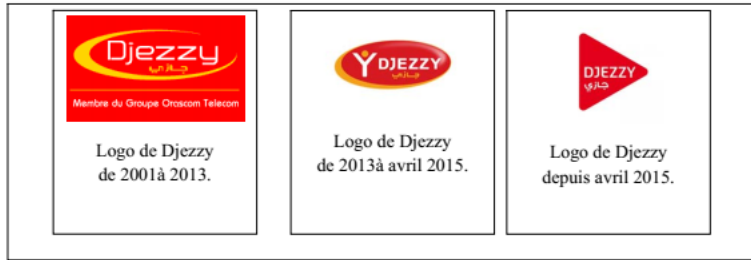 Djezzy
جازي
Membre du Groupe Orascom Telecom
Logo de Djezzy
de 2001à 2013.
DJEZZY
جازي
Logo de Djezzy
de 2013à avril 2015.
DJEZZY
جازي
Logo de Djezzy
depuis avril 2015.